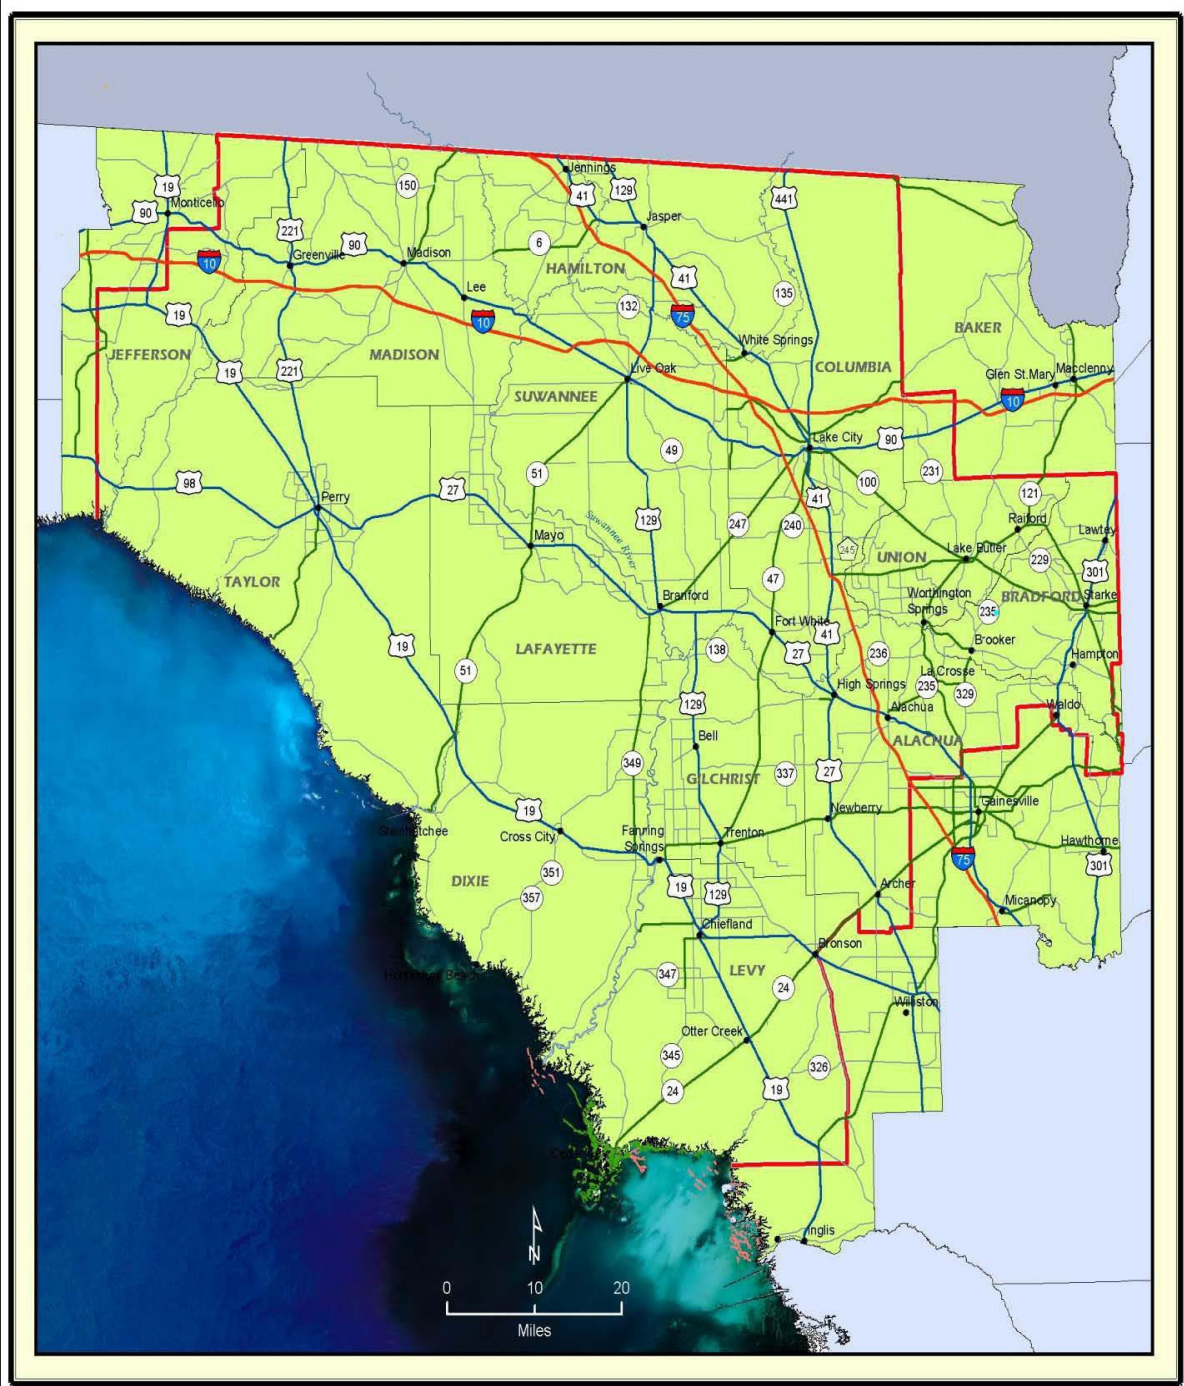 Jennings
150
19
41
129
441
90
Monticello
Jasper
221
90
Greenville
Madison
6
10
HAMILTON
41
Lee
132
135
19
10
75
BAKER
White Springs
JEFFERSON
MADISON
COLUMBIA
19
221
Live Oak
Glen St.Mary
Macclenny
SUWANNEE
10
Lake City
90
49
231
51
100
98
27
41
121
Perry
129
247
240
Raiford
Lawtey
Suwannee River
Mayo
245
UNION
Lake Butler
229
301
TAYLOR
47
Branford
Worthington
Springs
BRADFORD
Starke
235
Fort White
41
19
LAFAYETTE
138
27
236
Brooker
Hampton
51
La Crosse
High Springs
235
329
129
Alachua
Waldo
Bell
ALACHUA
349
GILCHRIST
337
27
19
Newberry
Gainesville
Steinhatchee
Cross City
Fanning
Springs
Trenton
Hawthorne
75
301
351
DIXIE
357
19
129
Archer
Micanopy
Chiefland
Bronson
Horseshoe Beach
347
LEVY
24
Williston
Otter Creek
345
326
24
19
Inglis
N
0
10
20
Miles